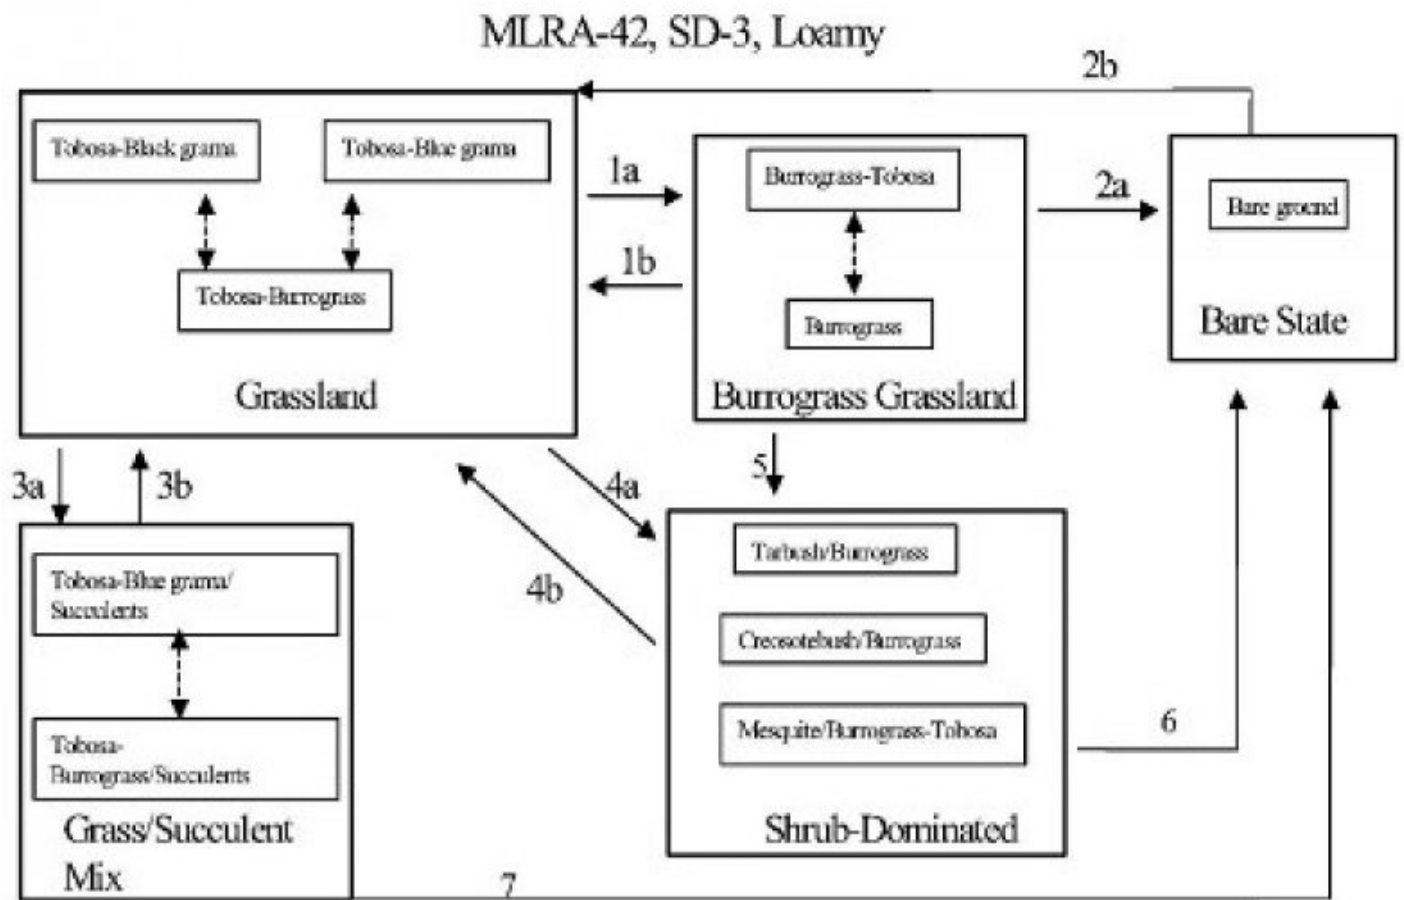 MLRA-42, SD-3, Loamy
2b
Tobosa-Black grama
Tobosa-Blue grama
Tobosa-Burrograss
Grassland
1a
1b
Burrograss-Tobosa
Burrograss
Burrograss Grassland
2a
Bare ground
Bare State
3a
3b
4a
4b
5
Tobosa-Blue grama/
Succulents
Tobosa-
Burrograss/Succulents
Grass/Succulent
Mix
Tarbush/Burrograss
Creosotebush/Burrograss
Mesquite/Burrograss-Tobosa
Shrub-Dominated
6
7